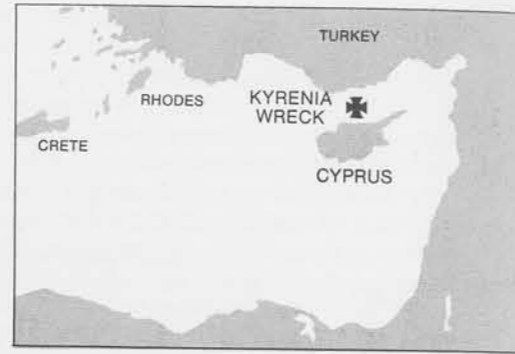 TURKEY
RHODES
KYRENIA
WRECK
CRETE
CYPRUS